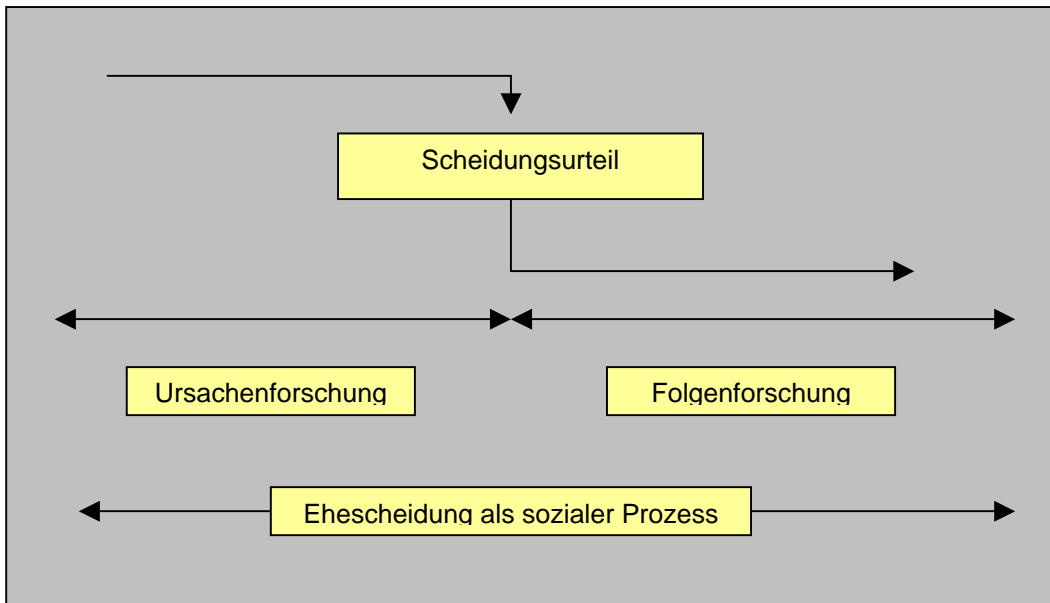 Scheidungsurteil
Ursachenforschung
Folgenforschung
Ehescheidung als sozialer Prozess